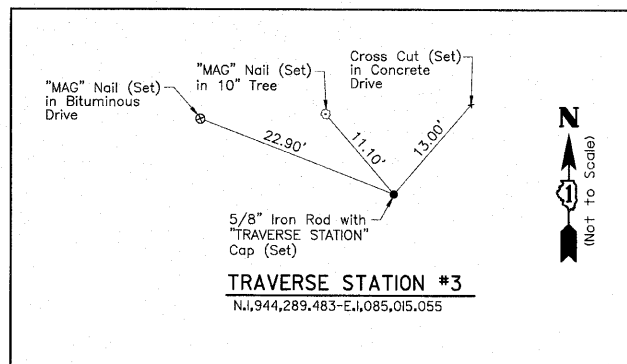 "MAG" Nail (Set)
in Bituminous
Drive
"MAG" Nail (Set)
in 10" Tree
Cross Cut (Set)
in Concrete
Drive
22.90'
11.10'
13.00'
5/8" Iron Rod with
"TRAVERSE STATION"
Cap (Set)
N
1
(Not to Scale)
TRAVERSE STATION #3
N.1,944,289.483-E.1,085,015.055